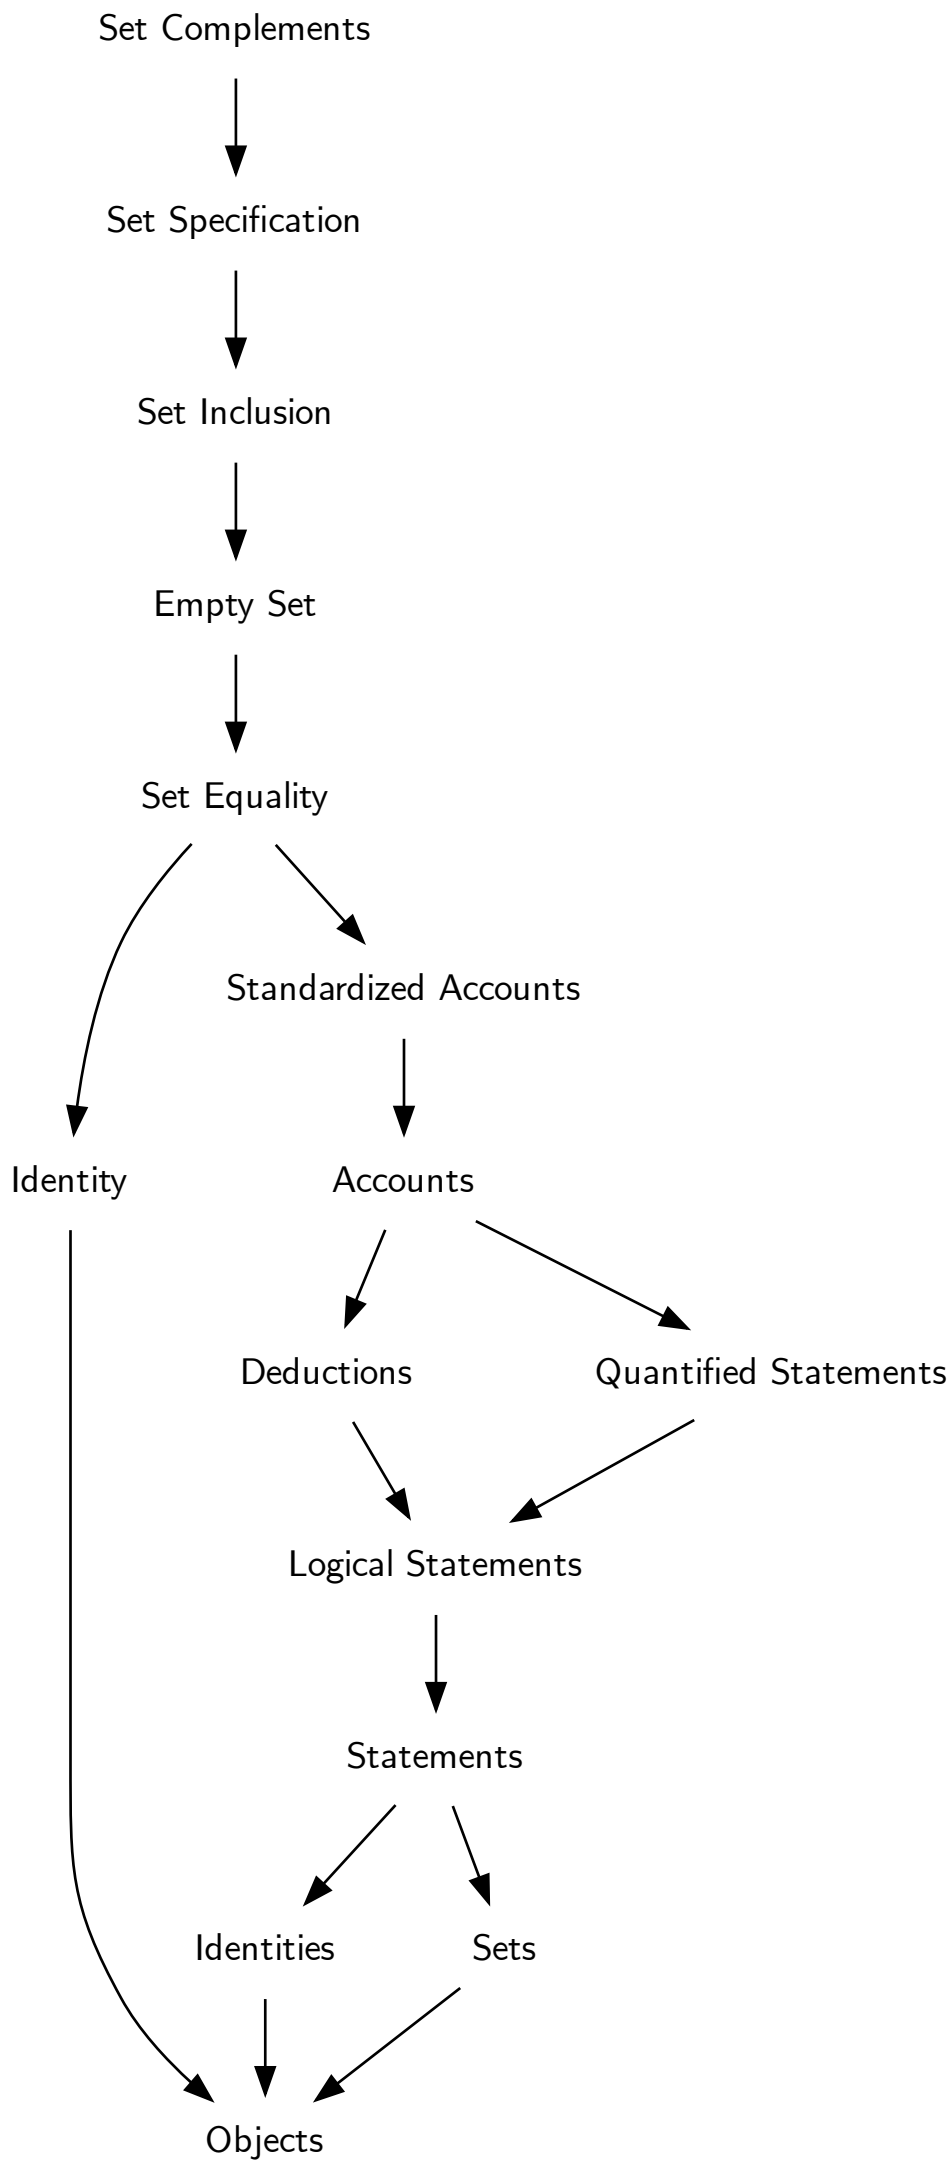 Set Complements
Set Specification
Set Inclusion
Empty Set
Set Equality
Standardized Accounts
Identity
Accounts
Deductions
Quantified Statements
Logical Statements
Statements
Identities
Sets
Objects